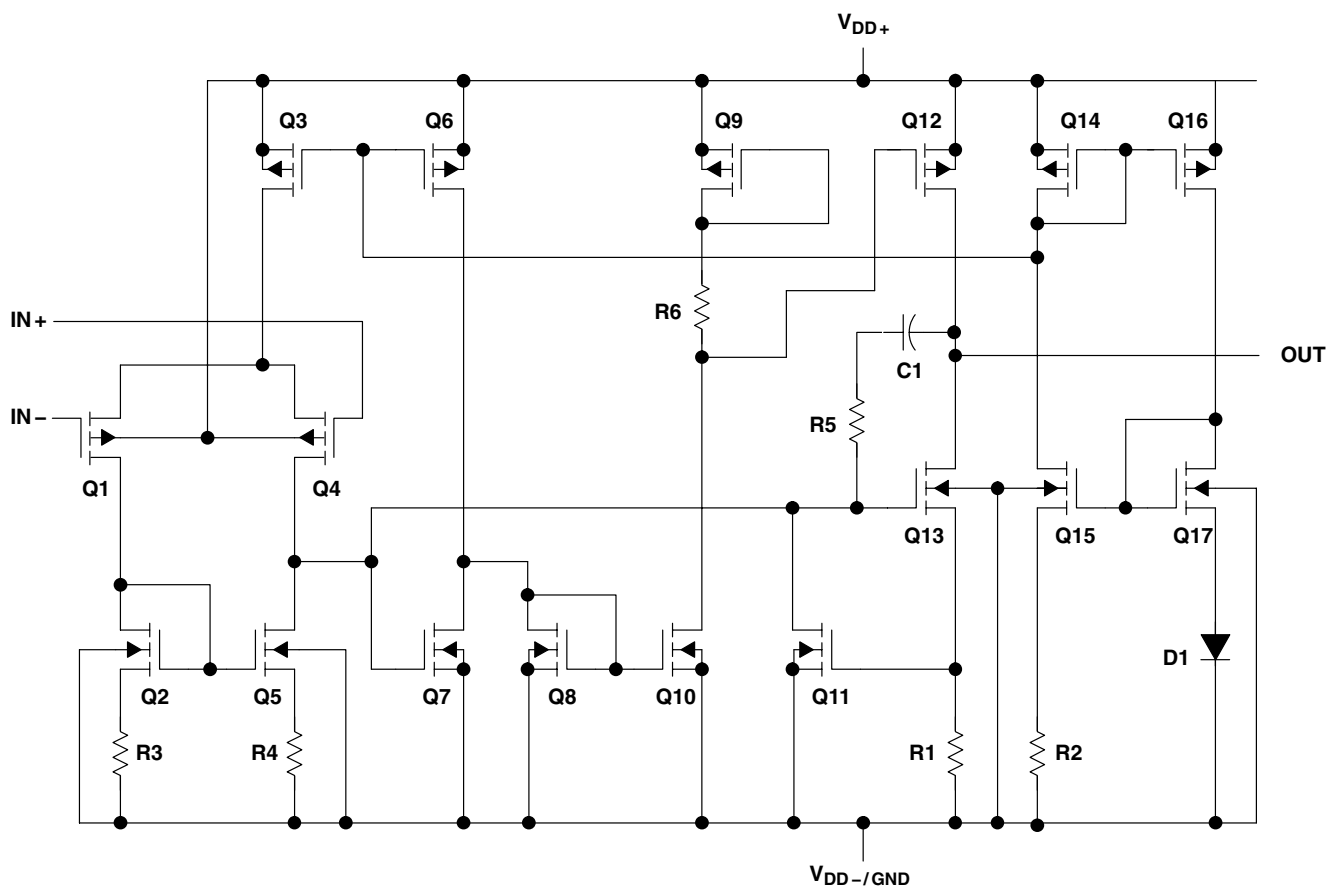 VDD+
Q3 Q6 Q9 Q12 Q14 Q16
IN+
R6
OUT
C1
IN−
R5
Q1 Q4
Q13 Q15 Q17
D1
Q2 Q5 Q7 Q8 Q10 Q11
R3 R4 R1 R2
VDD−/GND